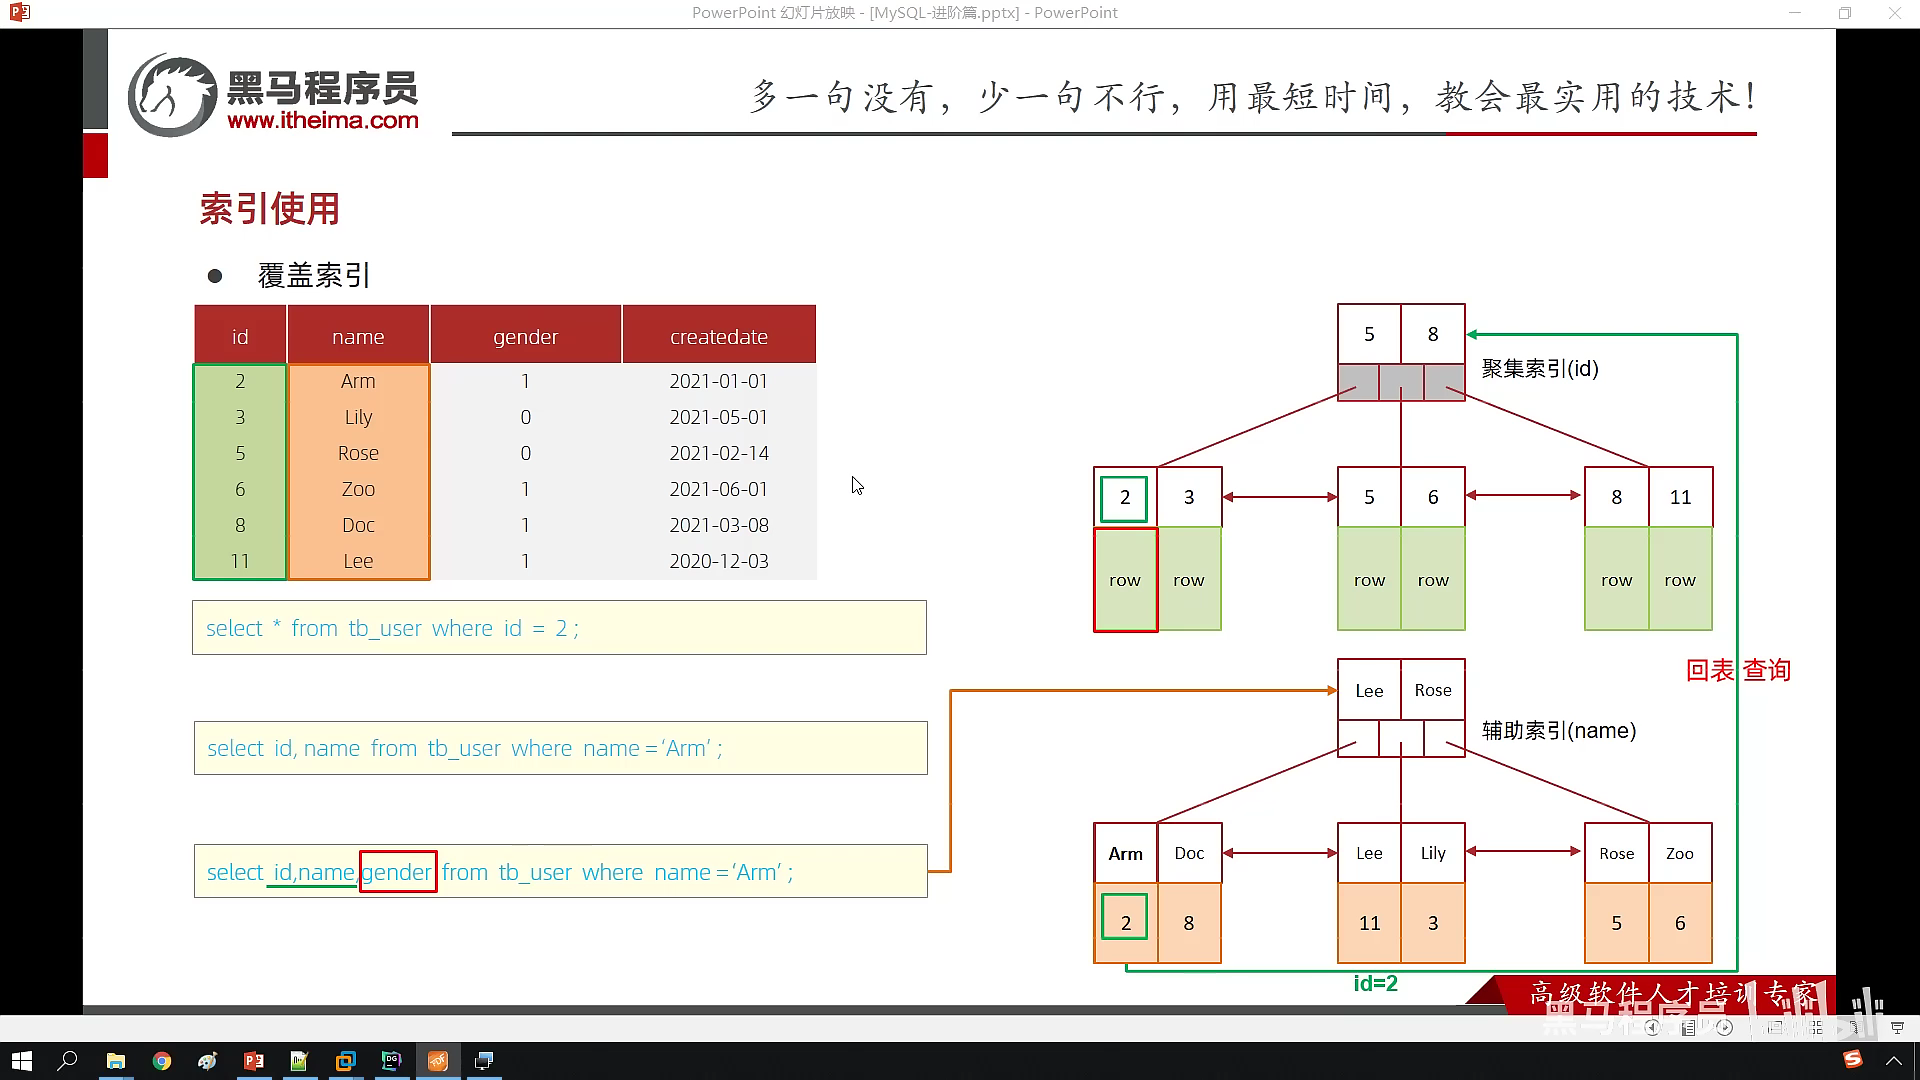 PowerPoint 幻灯片放映 - [MySQL-进阶篇.pptx] - PowerPoint
黑马程序员
www.itheima.com
多一句没有，少一句不行，用最短时间，教会最实用的技术！
索引使用
● 覆盖索引
id name gender createdate
2 Arm 1 2021-01-01
3 Lily 0 2021-05-01
5 Rose 0 2021-02-14
6 Zoo 1 2021-06-01
8 Doc 1 2021-03-08
11 Lee 1 2020-12-03
select * from tb_user where id = 2 ;
select id, name from tb_user where name = ‘Arm’ ;
select id,name,gender from tb_user where name = ‘Arm’ ;
5 8
聚集索引(id)
2 3 5 6 8 11
row row row row row row
回表 查询
Lee Rose
辅助索引(name)
Arm Doc Lee Lily Rose Zoo
2 8 11 3 5 6
id=2
高级软件人才培训专家
黑马程序员